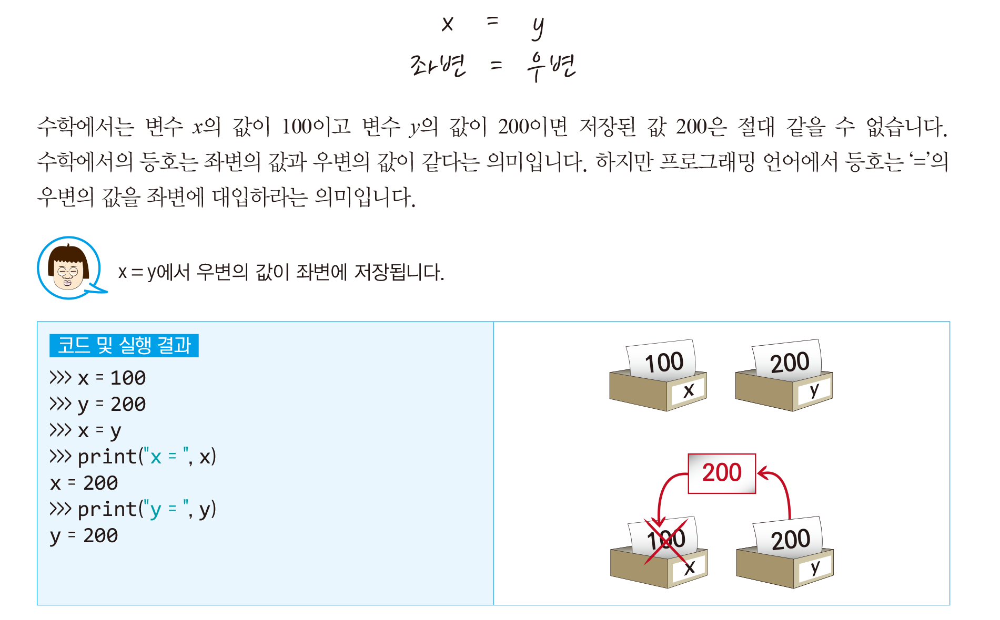 x = y
좌변 = 우변
수학에서는 변수 x의 값이 100이고 변수 y의 값이 200이면 저장된 값 200은 절대 같을 수 없습니다.
수학에서의 등호는 좌변의 값과 우변의 값이 같다는 의미입니다. 하지만 프로그래밍 언어에서 등호는 ‘=’의
우변의 값을 좌변에 대입하라는 의미입니다.
x = y에서 우변의 값이 좌변에 저장됩니다.
코드 및 실행 결과
>>> x = 100
>>> y = 200
>>> x = y
>>> print("x = ", x)
x = 200
>>> print("y = ", y)
y = 200
100 200
x y
200
100 200
x y